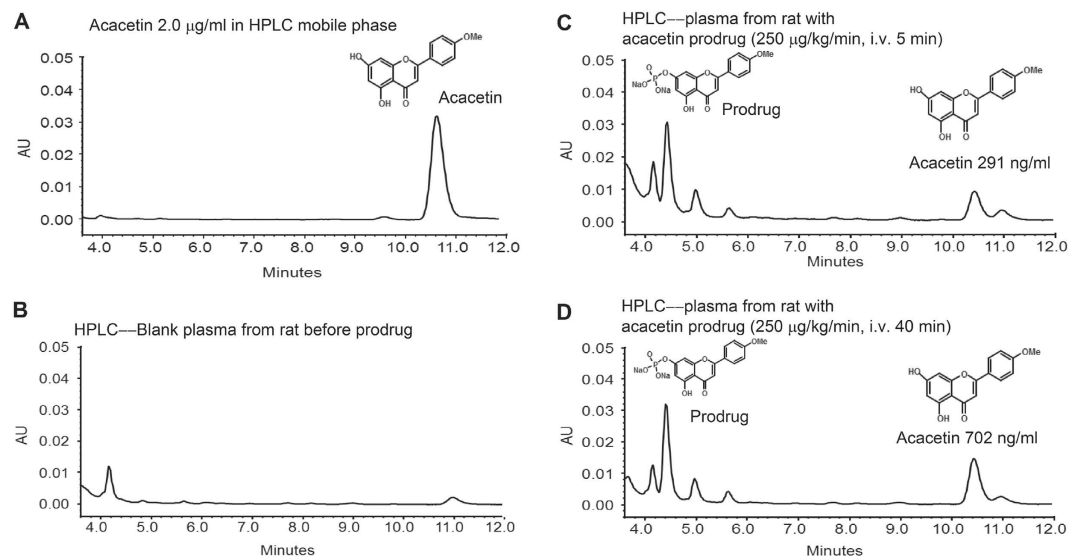 A
Acacetin 2.0 μg/ml in HPLC mobile phase
0.05
0.04
0.03
0.02
0.01
0.00
AU
HO
OMe
OH
O
O
Acacetin
4.0 5.0 6.0 7.0 8.0 9.0 10.0 11.0 12.0
Minutes
B
HPLC––Blank plasma from rat before prodrug
0.05
0.04
0.03
0.02
0.01
0.00
AU
4.0 5.0 6.0 7.0 8.0 9.0 10.0 11.0 12.0
Minutes
C
HPLC––plasma from rat with
acacetin prodrug (250 μg/kg/min, i.v. 5 min)
0.05
0.04
0.03
0.02
0.01
0.00
AU
O
O
NaO
P
ONa
O
OMe
OH
O
Prodrug
HO
O
OMe
OH
O
Acacetin 291 ng/ml
4.0 5.0 6.0 7.0 8.0 9.0 10.0 11.0 12.0
Minutes
D
HPLC––plasma from rat with
acacetin prodrug (250 μg/kg/min, i.v. 40 min)
0.05
0.04
0.03
0.02
0.01
0.00
AU
O
O
NaO
P
ONa
O
OMe
OH
O
Prodrug
HO
O
OMe
OH
O
Acacetin 702 ng/ml
4.0 5.0 6.0 7.0 8.0 9.0 10.0 11.0 12.0
Minutes